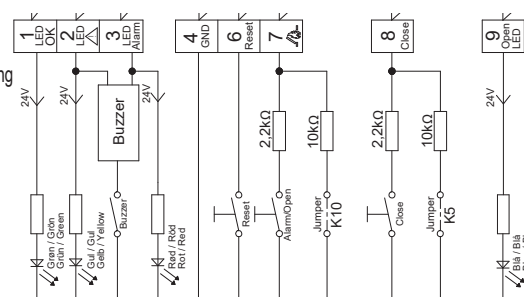 1
LED
OK
2
LED
3
LED
Alarm
4
GND
6
Reset
7
8
Close
9
Open
LED
ng
24V
24V
24V
24V
Buzzer
2,2kΩ
10kΩ
2,2kΩ
10kΩ
Grøn / Grön
Grün / Green
Gul / Gul
Gelb / Yellow
Buzzer
Rød / Röd
Rot / Red
Reset
Alarm/Open
Jumper
K10
Close
Jumper
K5
Blå / Blå